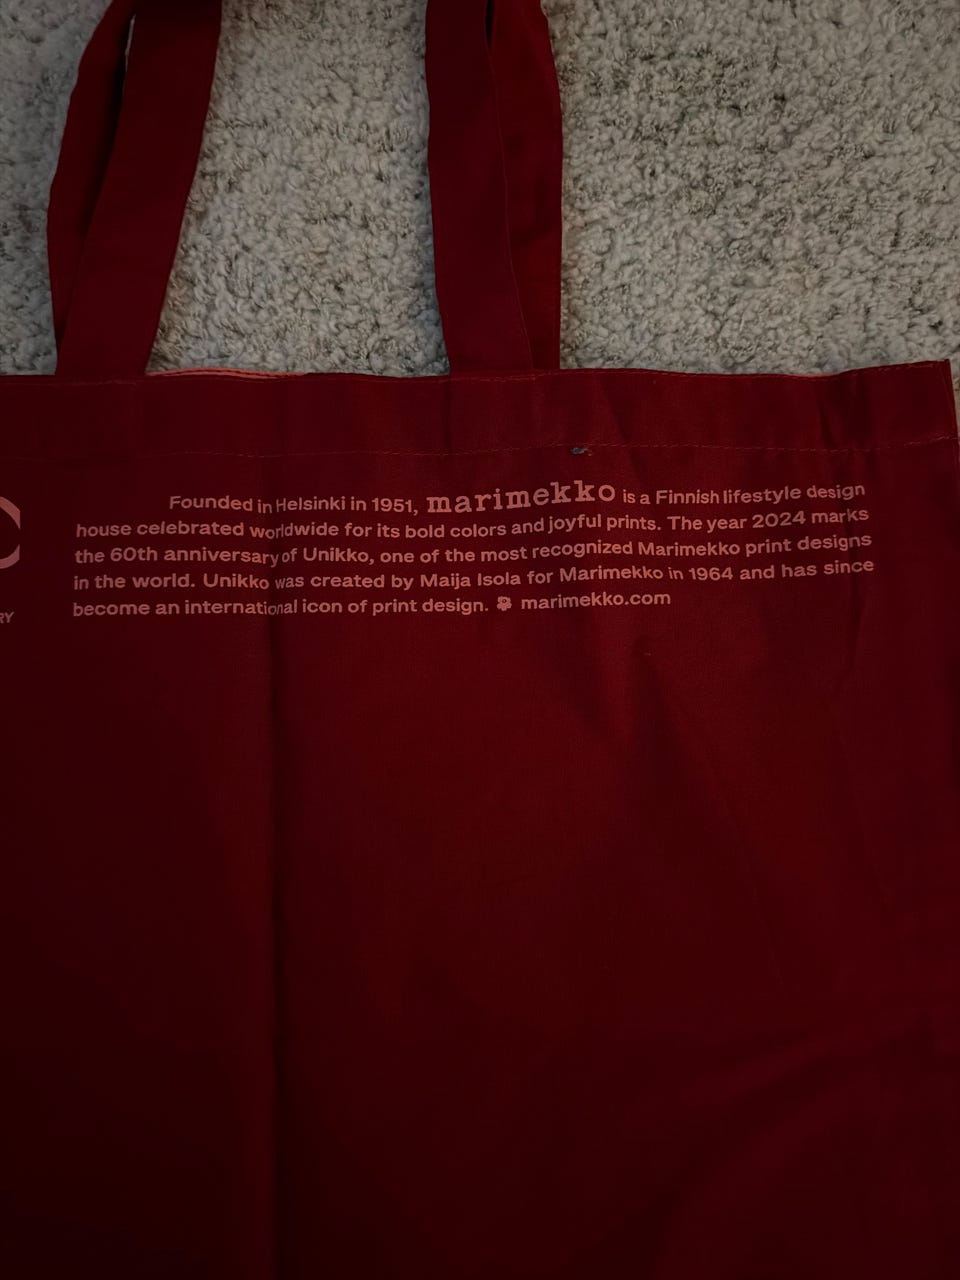 Founded in Helsinki in 1951, marimekko is a Finnish lifestyle design
house celebrated worldwide for its bold colors and joyful prints. The year 2024 marks
the 60th anniversary of Unikko, one of the most recognized Marimekko print designs
in the world. Unikko was created by Maija Isola for Marimekko in 1964 and has since
become an international icon of print design. marimekko.com
RY